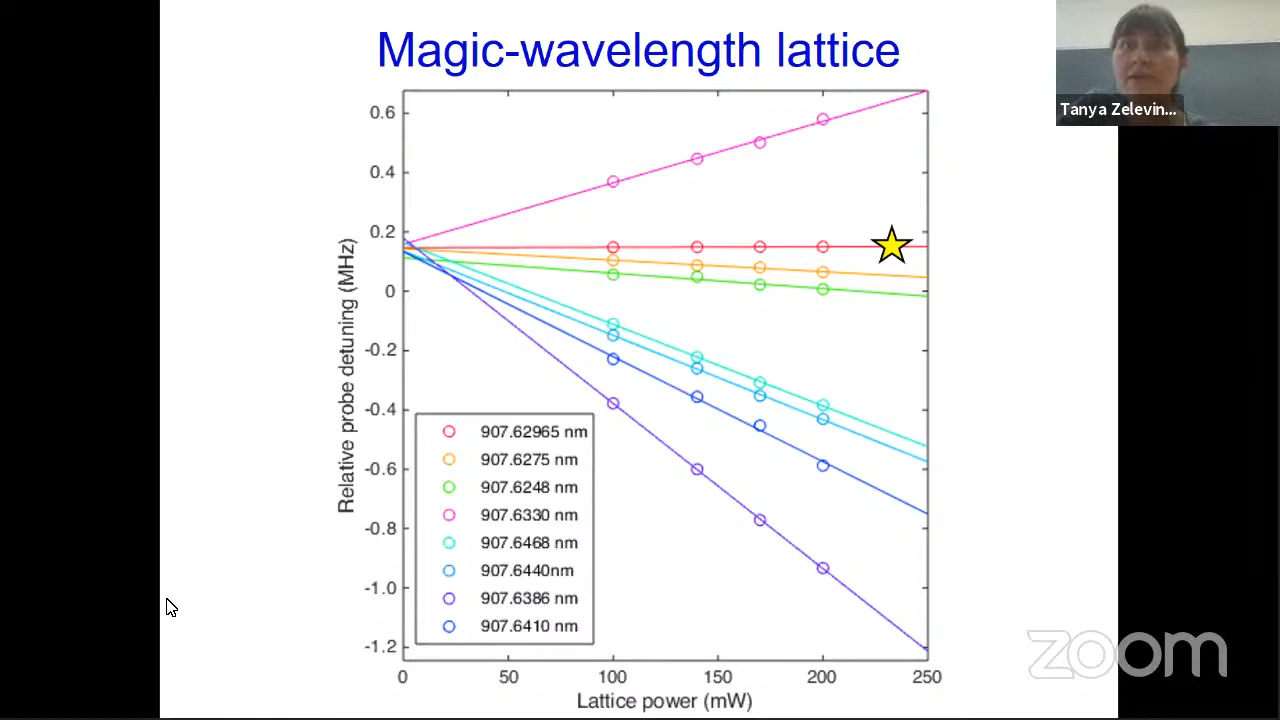 Magic-wavelength lattice
Tanya Zelevin...
0.6
0.4
0.2
0
-0.2
-0.4
-0.6
-0.8
-1.0
-1.2
Relative probe detuning (MHz)
907.62965 nm
907.6275 nm
907.6248 nm
907.6330 nm
907.6468 nm
907.6440nm
907.6386 nm
907.6410 nm
0 50 100 150 200 250
Lattice power (mW)
zoom